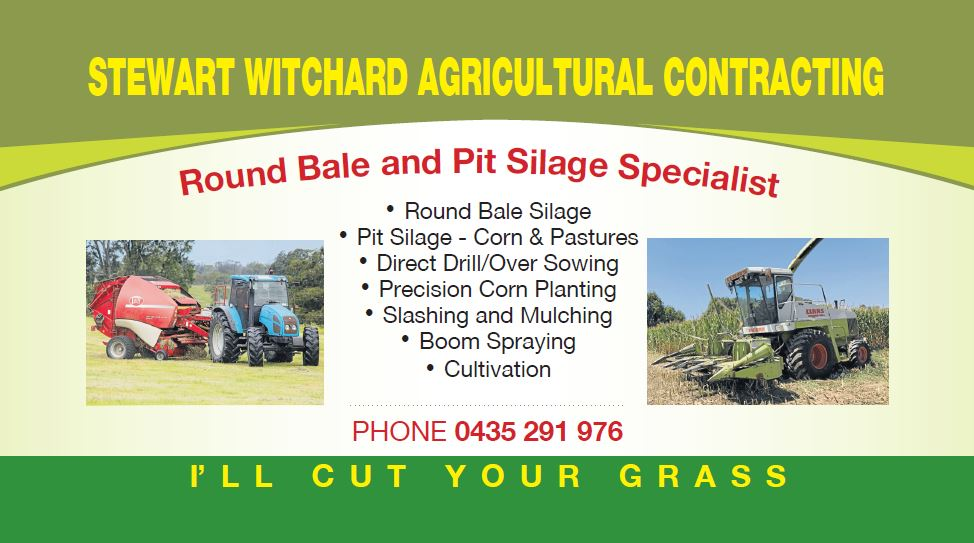 STEWART WITCHARD AGRICULTURAL CONTRACTING
Round Bale and Pit Silage Specialist
• Round Bale Silage
• Pit Silage - Corn & Pastures
• Direct Drill/Over Sowing
• Precision Corn Planting
• Slashing and Mulching
• Boom Spraying
• Cultivation
CLAAS
PHONE 0435 291 976
I'LL CUT YOUR GRASS